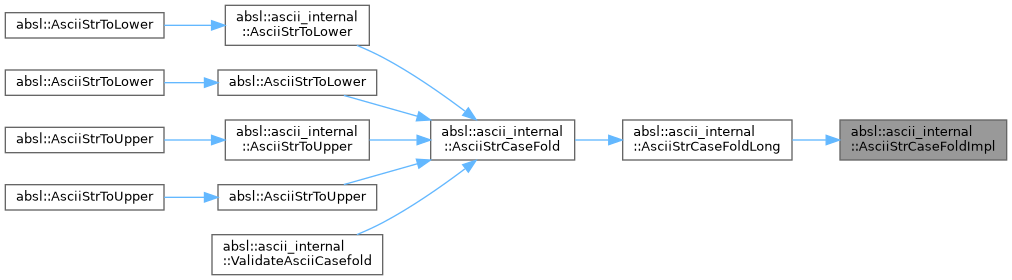 absl::AsciiStrToLower
absl::ascii_internal
::AsciiStrToLower
absl::AsciiStrToLower
absl::AsciiStrToLower
absl::AsciiStrToUpper
absl::ascii_internal
::AsciiStrToUpper
absl::AsciiStrToUpper
absl::AsciiStrToUpper
absl::ascii_internal
::ValidateAsciiCasefold
absl::ascii_internal
::AsciiStrCaseFold
absl::ascii_internal
::AsciiStrCaseFoldLong
absl::ascii_internal
::AsciiStrCaseFoldImpl